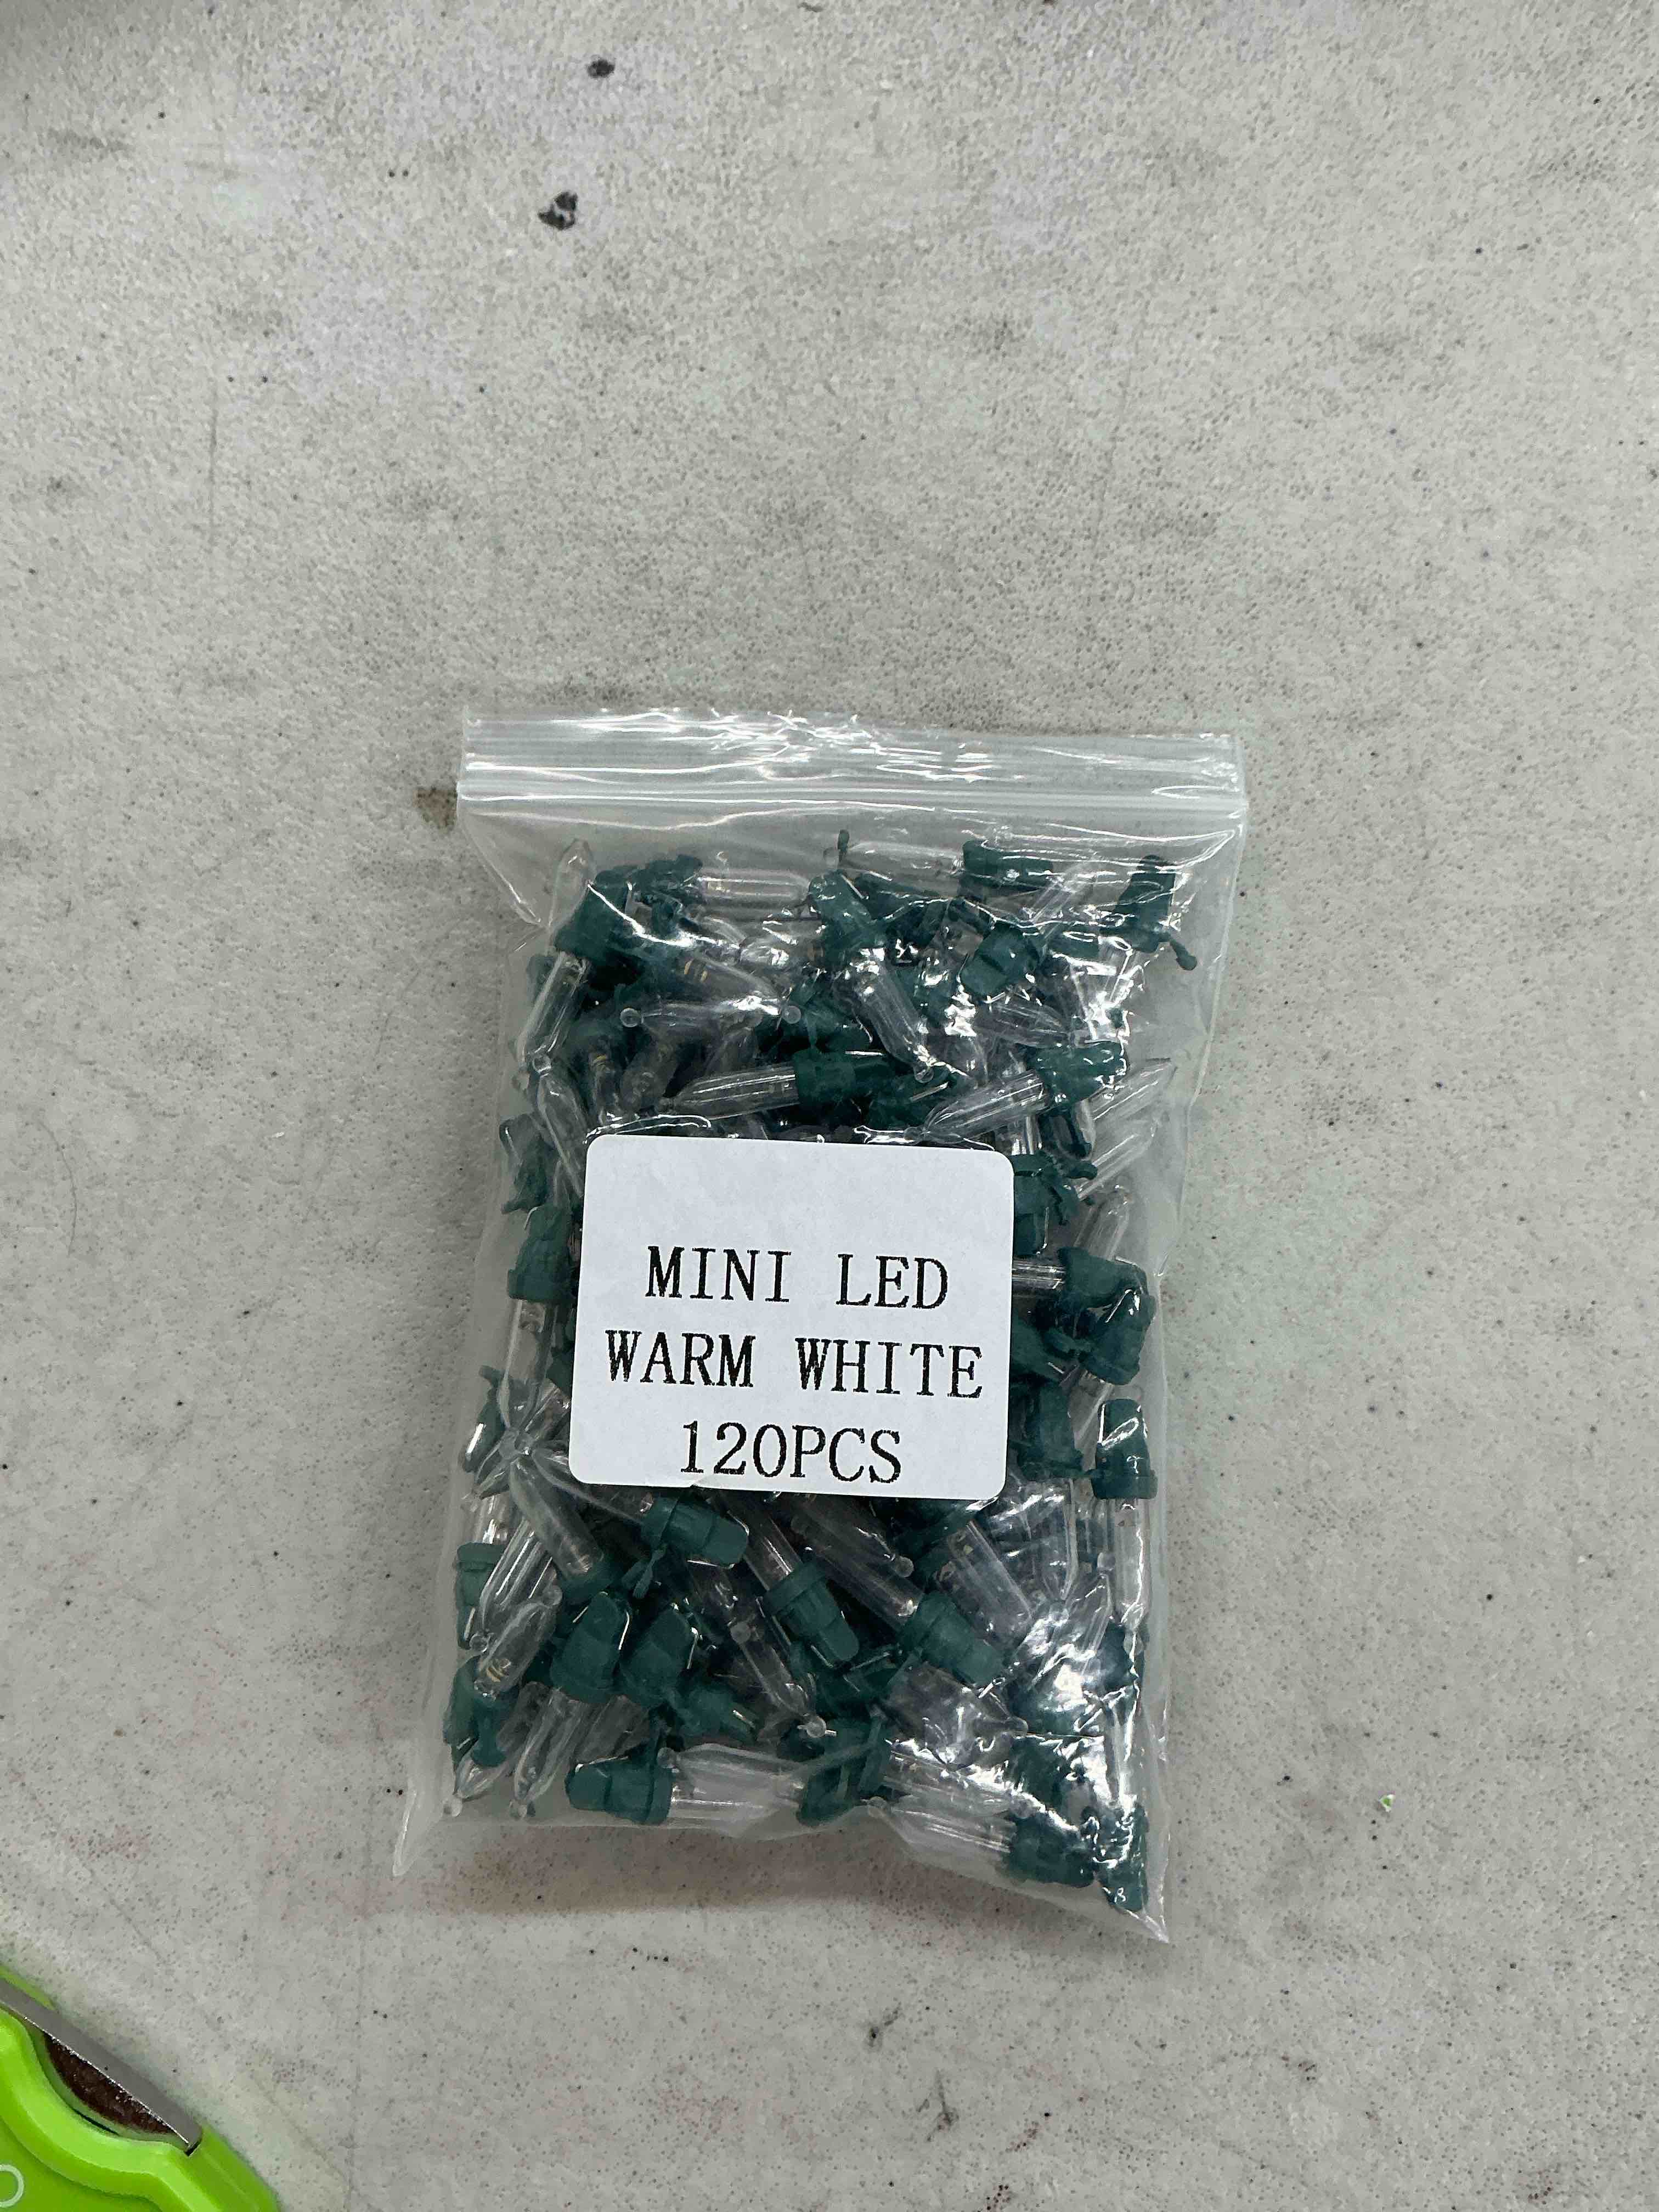 MINI LED
WARM WHITE
120PCS